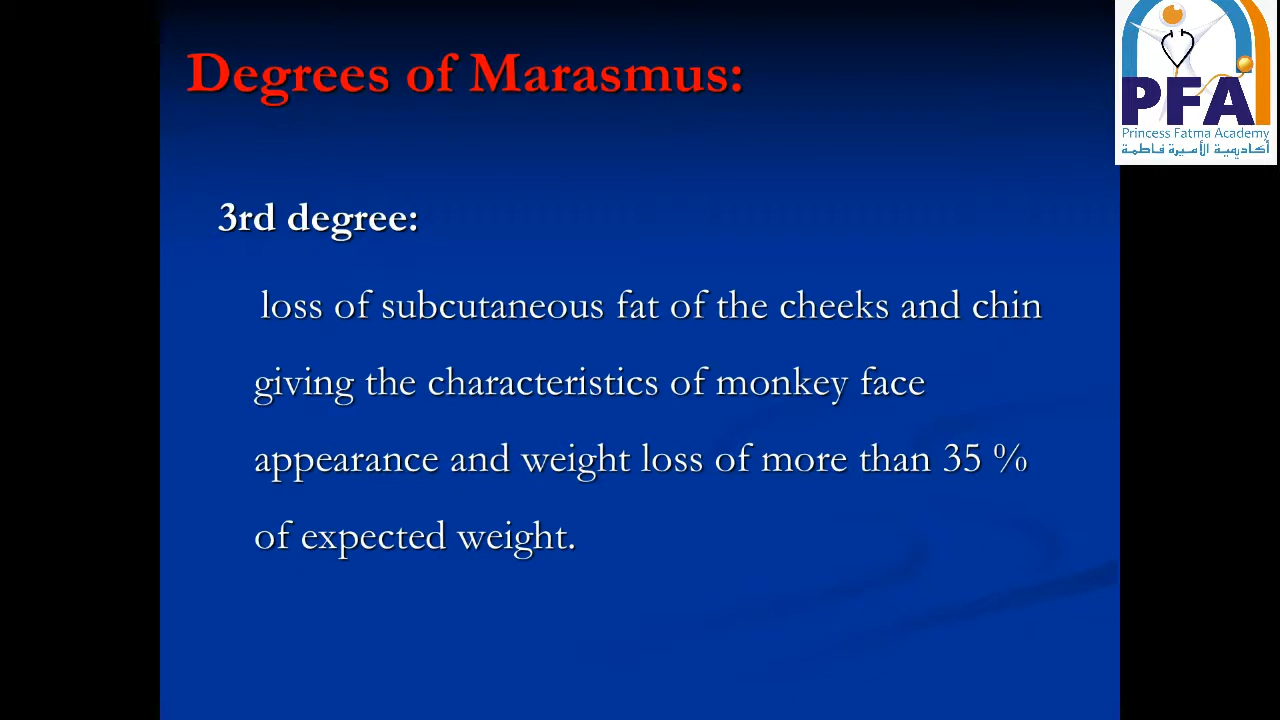 Degrees of Marasmus:
PFA
Princess Fatma Academy
أكاديمية الأميرة فاطمة
3rd degree:
loss of subcutaneous fat of the cheeks and chin
giving the characteristics of monkey face
appearance and weight loss of more than 35 %
of expected weight.